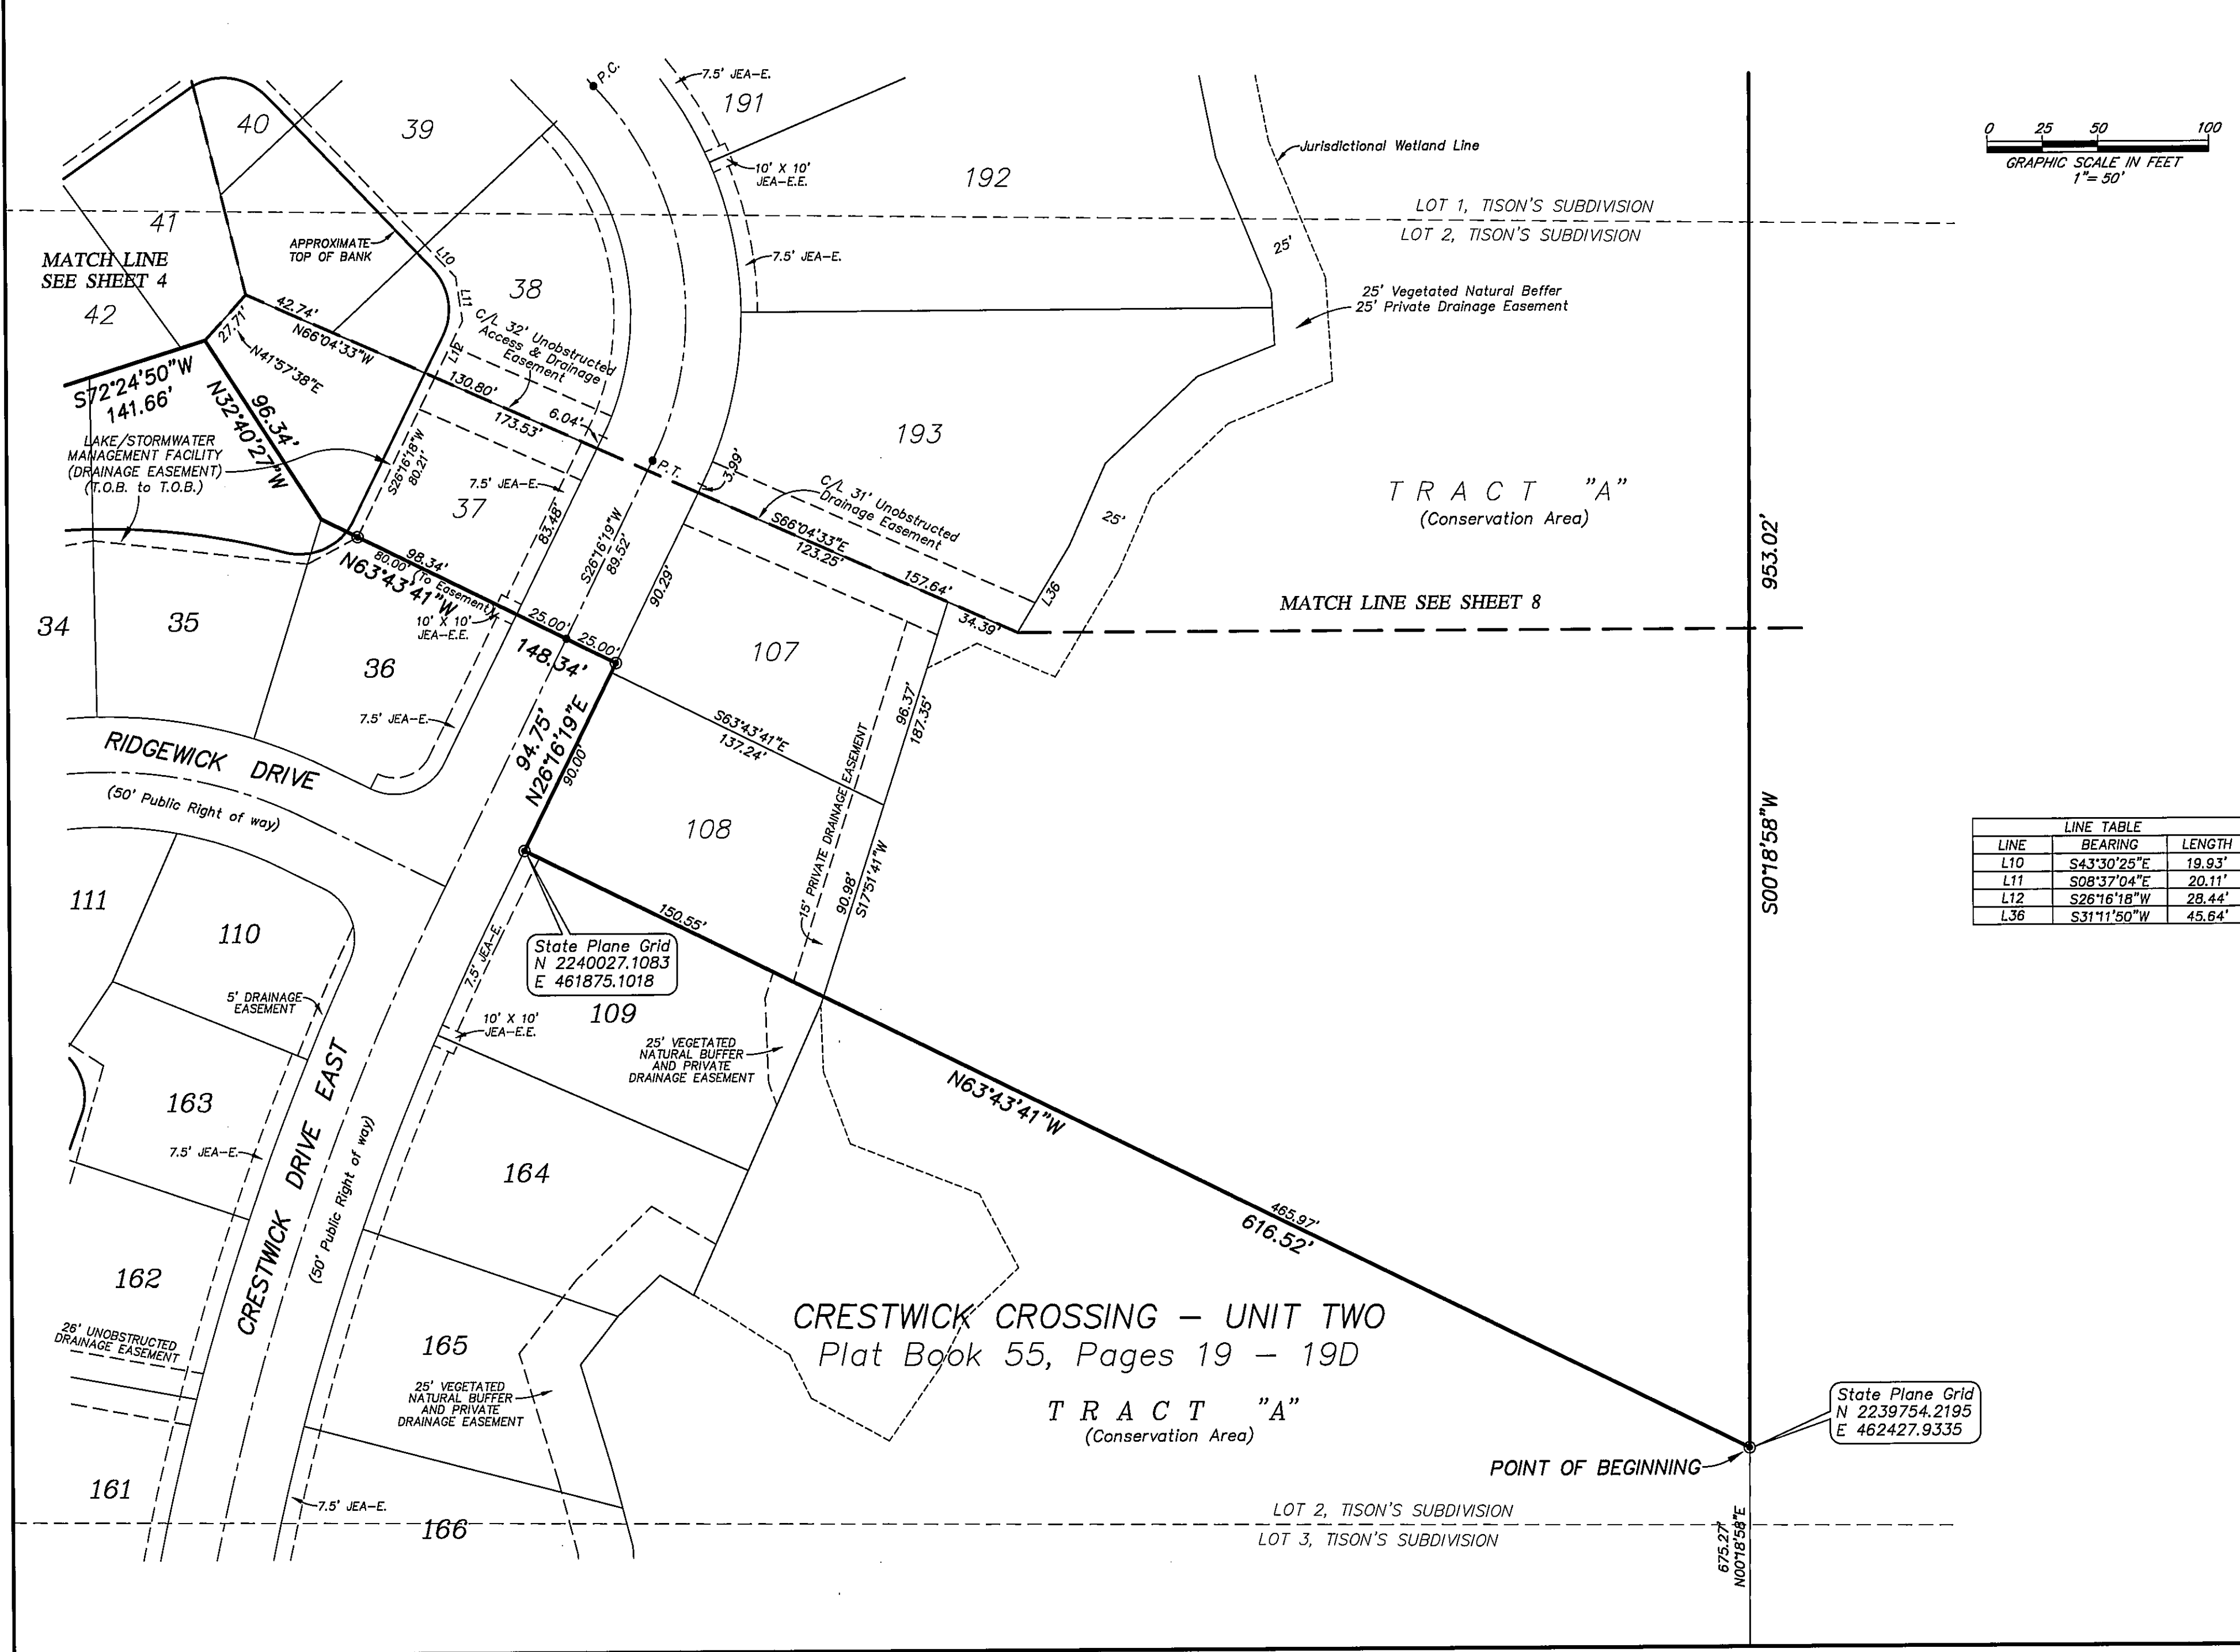 P.C.
7.5' JEA-E.
191
40
39
10' X 10'
JEA-E.E.
192
Jurisdictional Wetland Line
0 25 50 100
GRAPHIC SCALE IN FEET
1"= 50'
LOT 1, TISON'S SUBDIVISION
LOT 2, TISON'S SUBDIVISION
41
APPROXIMATE
TOP OF BANK
L10
MATCH LINE
SEE SHEET 4
42
L11
38
7.5' JEA-E.
25'
25' Vegetated Natural Beffer
25' Private Drainage Easement
42.74'
N66°04'33"W
27.71'
N41°57'38"E
L12
C/L 32' Unobstructed
Access & Drainage
Easement
130.80'
173.53'
6.04'
S72°24'50"W
141.66'
96.34'
N32°40'27"W
LAKE/STORMWATER
MANAGEMENT FACILITY
(DRAINAGE EASEMENT)
(T.O.B. to T.O.B.)
S26°16'18"W
80.21'
37
7.5' JEA-E.
83.48'
P.T.
3.99'
193
C/L 31' Unobstructed
Drainage Easement
25'
T R A C T "A"
(Conservation Area)
953.02'
S26°16'19"W
89.52'
S66°04'33"E
123.25'
157.64'
34.39'
L36
90.29'
98.34'
80.00' (To Easement)
N63°43'41"W
10' X 10'
JEA-E.E.
25.00'
25.00'
148.34'
MATCH LINE SEE SHEET 8
34
35
36
107
7.5' JEA-E.
94.75'
N26°16'19"E
90.00'
S63°43'41"E
137.24'
96.37'
187.35'
RIDGEWICK DRIVE
(50' Public Right of way)
108
15' PRIVATE DRAINAGE EASEMENT
90.98'
S17°51'41"W
S00°18'58"W
LINE TABLE
LINE BEARING LENGTH
L10 S43°30'25"E 19.93'
L11 S08°37'04"E 20.11'
L12 S26°16'18"W 28.44'
L36 S31°11'50"W 45.64'
111
110
150.55'
State Plane Grid
N 2240027.1083
E 461875.1018
7.5' JEA-E.
5' DRAINAGE
EASEMENT
109
10' X 10'
JEA-E.E.
25' VEGETATED
NATURAL BUFFER
AND PRIVATE
DRAINAGE EASEMENT
N63°43'41"W
163
7.5' JEA-E.
CRESTWICK DRIVE EAST
(50' Public Right of way)
164
465.97'
616.52'
162
26' UNOBSTRUCTED
DRAINAGE EASEMENT
165
CRESTWICK CROSSING - UNIT TWO
Plat Book 55, Pages 19 - 19D
25' VEGETATED
NATURAL BUFFER
AND PRIVATE
DRAINAGE EASEMENT
T R A C T "A"
(Conservation Area)
State Plane Grid
N 2239754.2195
E 462427.9335
POINT OF BEGINNING
161
7.5' JEA-E.
166
LOT 2, TISON'S SUBDIVISION
LOT 3, TISON'S SUBDIVISION
675.27'
N00°18'58"E